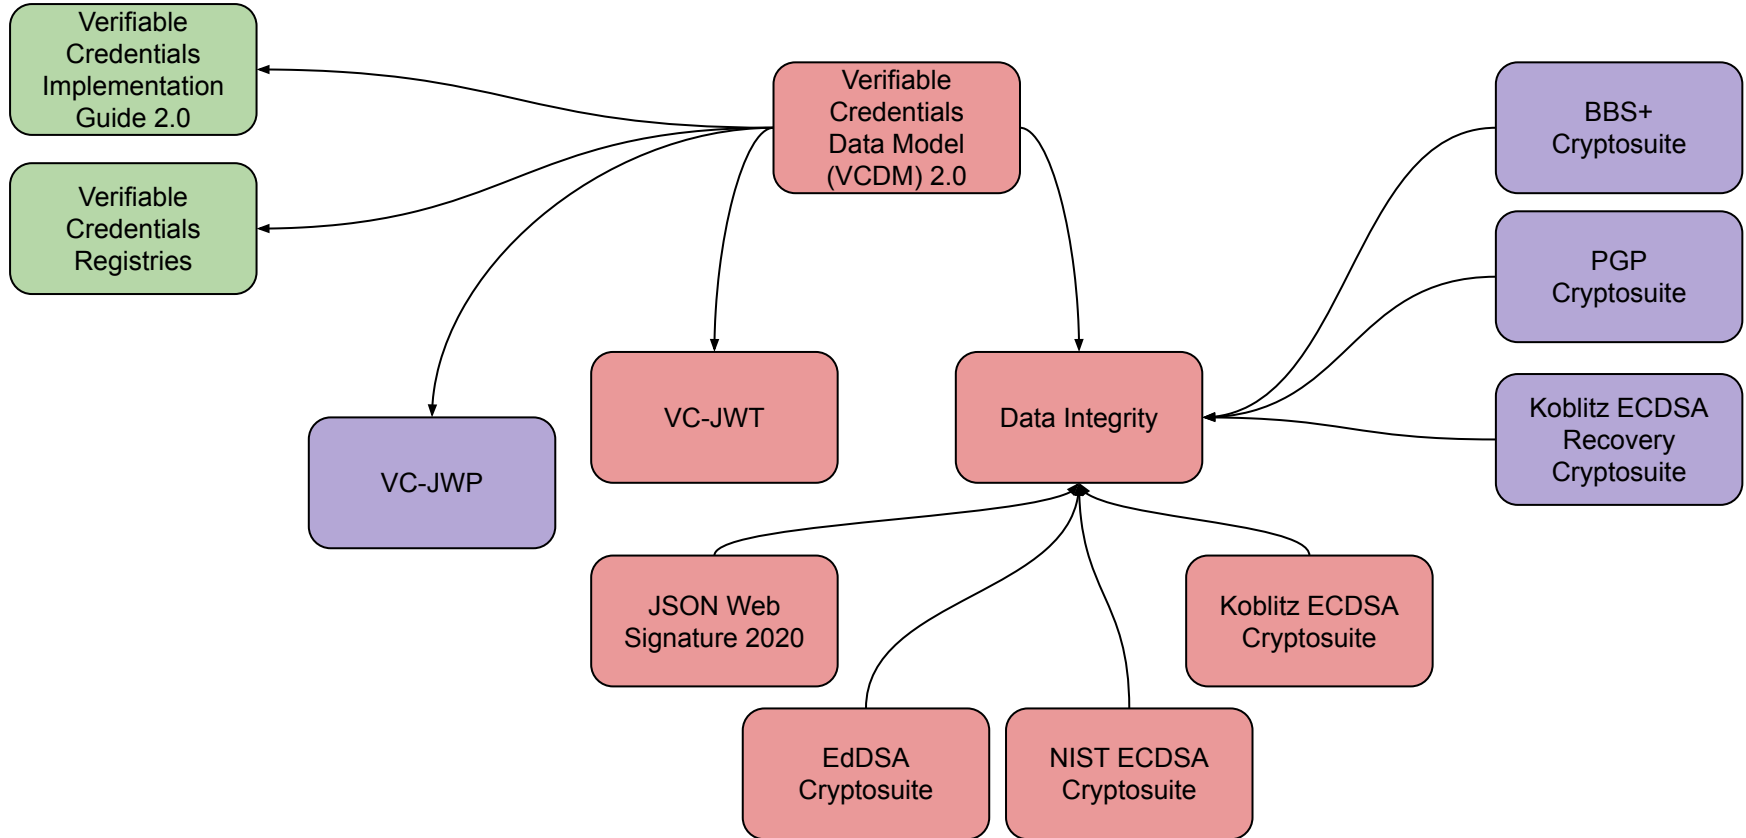 Verifiable
Credentials
Implementation
Guide 2.0
Verifiable
Credentials
Registries
Verifiable
Credentials
Data Model
(VCDM) 2.0
BBS+
Cryptosuite
PGP
Cryptosuite
Koblitz ECDSA
Recovery
Cryptosuite
VC-JWP
VC-JWT
Data Integrity
JSON Web
Signature 2020
Koblitz ECDSA
Cryptosuite
EdDSA
Cryptosuite
NIST ECDSA
Cryptosuite